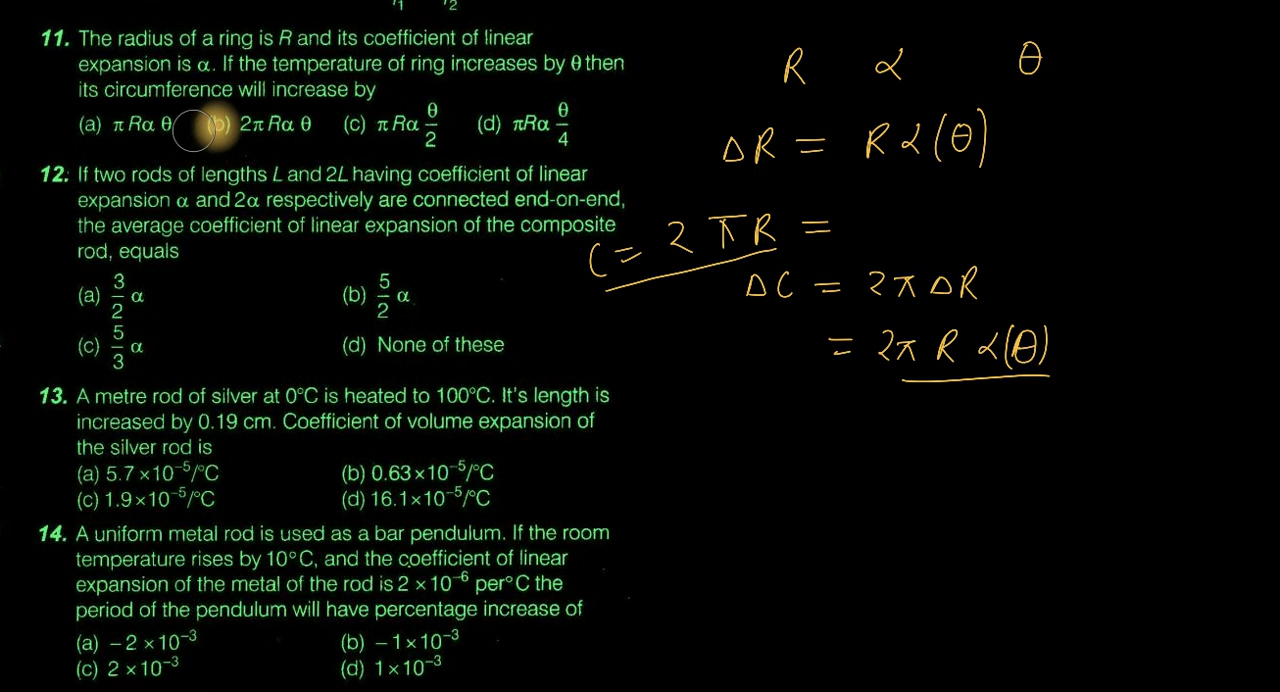 11. The radius of a ring is R and its coefficient of linear
expansion is α. If the temperature of ring increases by θ then
its circumference will increase by
(a) π Rα θ (b) 2π Rα θ (c) π Rα θ/2 (d) πRα θ/4
12. If two rods of lengths L and 2L having coefficient of linear
expansion α and 2α respectively are connected end-on-end,
the average coefficient of linear expansion of the composite
rod, equals
(a) 3/2 α (b) 5/2 α
(c) 5/3 α (d) None of these
13. A metre rod of silver at 0°C is heated to 100°C. It's length is
increased by 0.19 cm. Coefficient of volume expansion of
the silver rod is
(a) 5.7 ×10⁻⁵/°C (b) 0.63×10⁻⁵/°C
(c) 1.9×10⁻⁵/°C (d) 16.1×10⁻⁵/°C
14. A uniform metal rod is used as a bar pendulum. If the room
temperature rises by 10°C, and the coefficient of linear
expansion of the metal of the rod is 2 × 10⁻⁶ per°C the
period of the pendulum will have percentage increase of
(a) −2 ×10⁻³ (b) −1×10⁻³
(c) 2 ×10⁻³ (d) 1×10⁻³
R α θ
ΔR = R α (θ)
C = 2 π R =
ΔC = 2π ΔR
= 2π R α(θ)